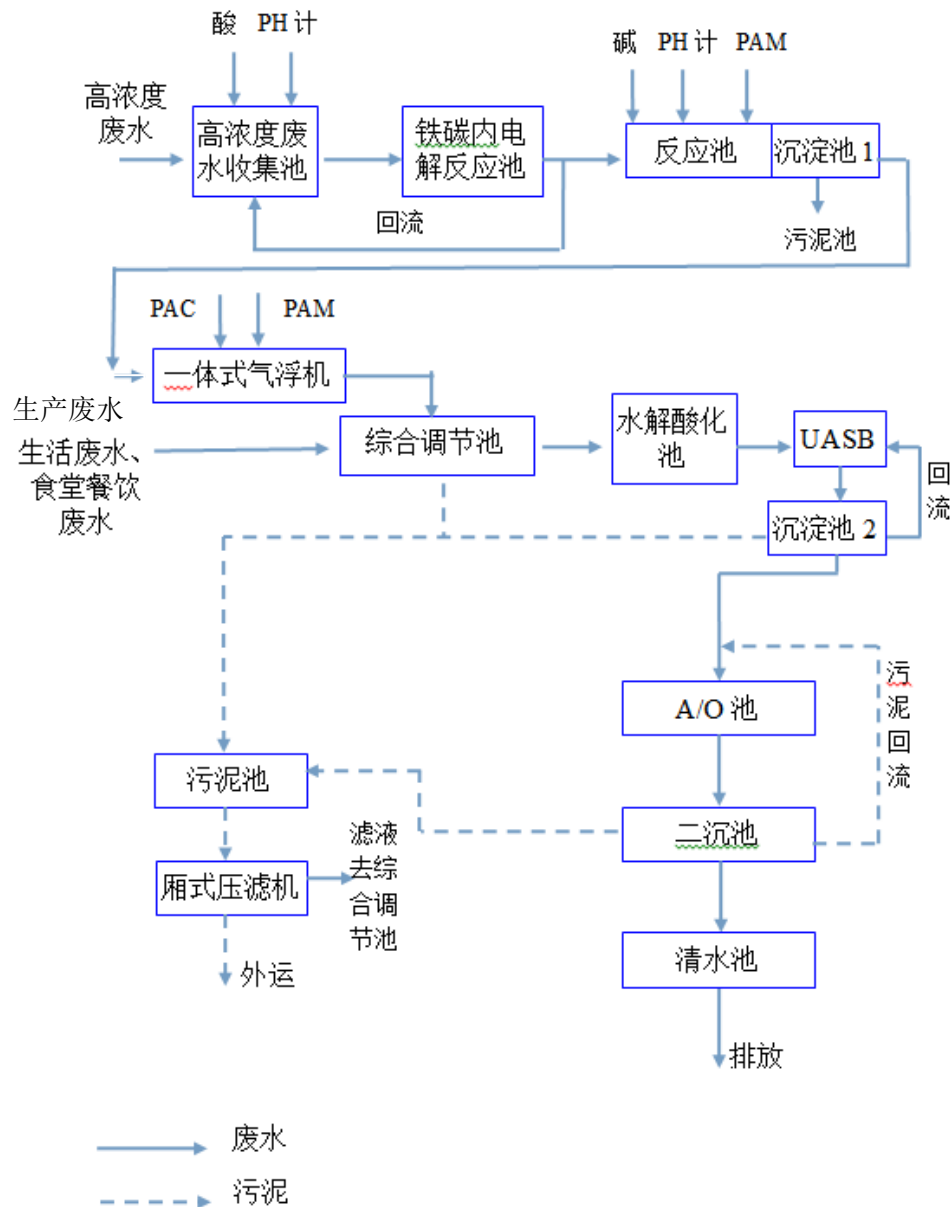 酸 PH 计
碱 PH 计 PAM
高浓度
废水
高浓度废
水收集池
铁碳内电
解反应池
反应池
沉淀池 1
回流
污泥池
PAC
PAM
一体式气浮机
生产废水
生活废水、
食堂餐饮
废水
综合调节池
水解酸化
池
UASB
回
流
沉淀池 2
A/O 池
污
泥
回
流
污泥池
二沉池
滤液
去综
合调
节池
厢式压滤机
外运
清水池
排放
废水
污泥